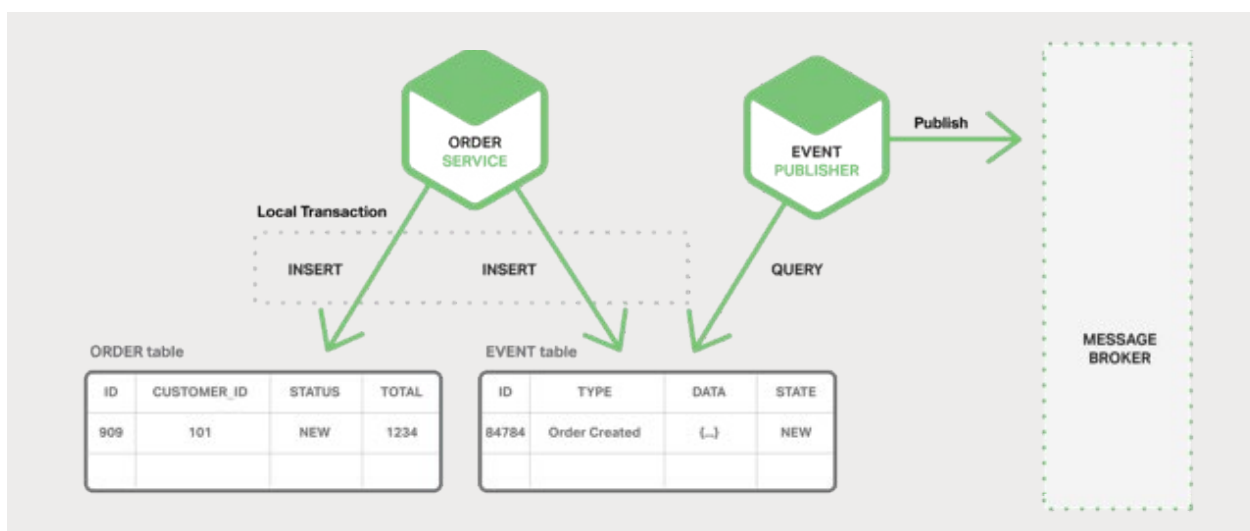 ORDER
SERVICE
EVENT
PUBLISHER
Publish
Local Transaction
INSERT
INSERT
QUERY
MESSAGE
BROKER
ORDER table
EVENT table
ID CUSTOMER_ID STATUS TOTAL
909 101 NEW 1234
ID TYPE DATA STATE
84784 Order Created {...} NEW